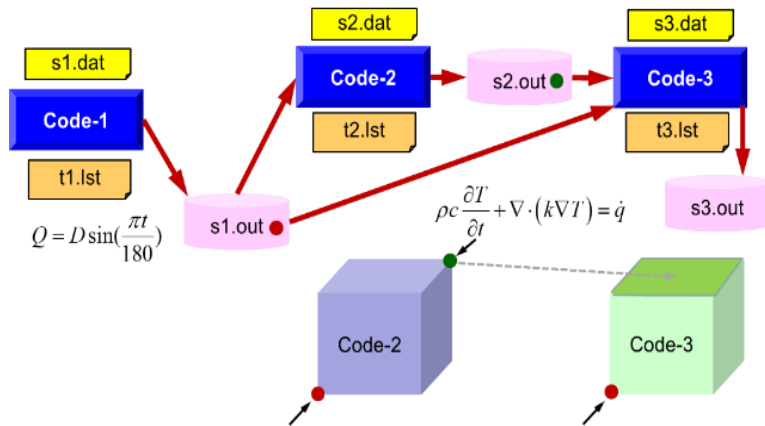 s1.dat
Code-1
t1.lst
s2.dat
Code-2
t2.lst
s2.out
s3.dat
Code-3
t3.lst
s1.out
s3.out
Q = D sin(πt/180)
ρc ∂T/∂t + ∇·(k∇T) = q̇
Code-2
Code-3